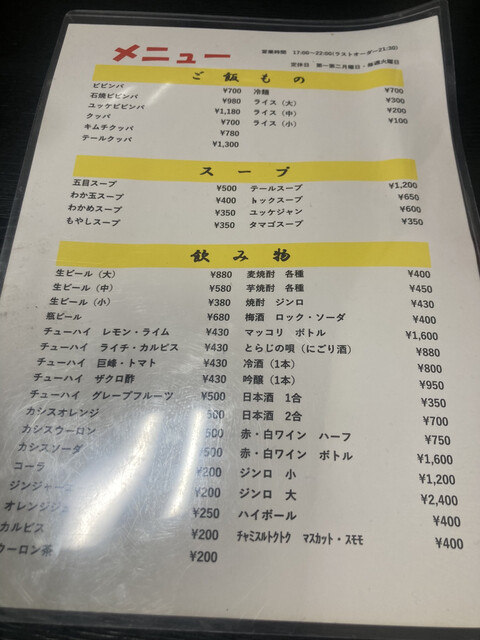 メニュー
営業時間 17:00〜22:00(ラストオーダー21:30)
定休日 第一第二月曜日・毎週火曜日
ご飯もの
ビビンバ ¥700
石焼ビビンバ ¥980
ユッケビビンバ ¥1,180
クッパ ¥700
キムチクッパ ¥780
テールクッパ ¥1,300
冷麺 ¥700
ライス（大） ¥300
ライス（中） ¥200
ライス（小） ¥100
スープ
五目スープ ¥500
わか玉スープ ¥400
わかめスープ ¥350
もやしスープ ¥350
テールスープ ¥1,200
トックスープ ¥650
ユッケジャン ¥600
タマゴスープ ¥350
飲み物
生ビール（大） ¥880
生ビール（中） ¥580
生ビール（小） ¥380
瓶ビール ¥680
チューハイ レモン・ライム ¥430
チューハイ ライチ・カルピス ¥430
チューハイ 巨峰・トマト ¥430
チューハイ ザクロ酢 ¥430
チューハイ グレープフルーツ ¥500
カシスオレンジ 500
カシスウーロン 500
カシスソーダ ¥500
コーラ ¥200
ジンジャーエ ¥200
オレンジジュ ¥250
カルピス ¥200
ウーロン茶 ¥200
麦焼酎 各種 ¥400
芋焼酎 各種 ¥450
焼酎 ジンロ ¥430
梅酒 ロック・ソーダ ¥400
マッコリ ボトル ¥1,600
とらじの唄（にごり酒） ¥880
冷酒（1本） ¥800
吟醸（1本） ¥950
日本酒 1合 ¥350
日本酒 2合 ¥700
赤・白ワイン ハーフ ¥750
赤・白ワイン ボトル ¥1,600
ジンロ 小 ¥1,200
ジンロ 大 ¥2,400
ハイボール ¥400
ﾁｬﾐｽﾙﾄｸﾄｸ ﾏｽｶｯﾄ・ｽﾓﾓ ¥400